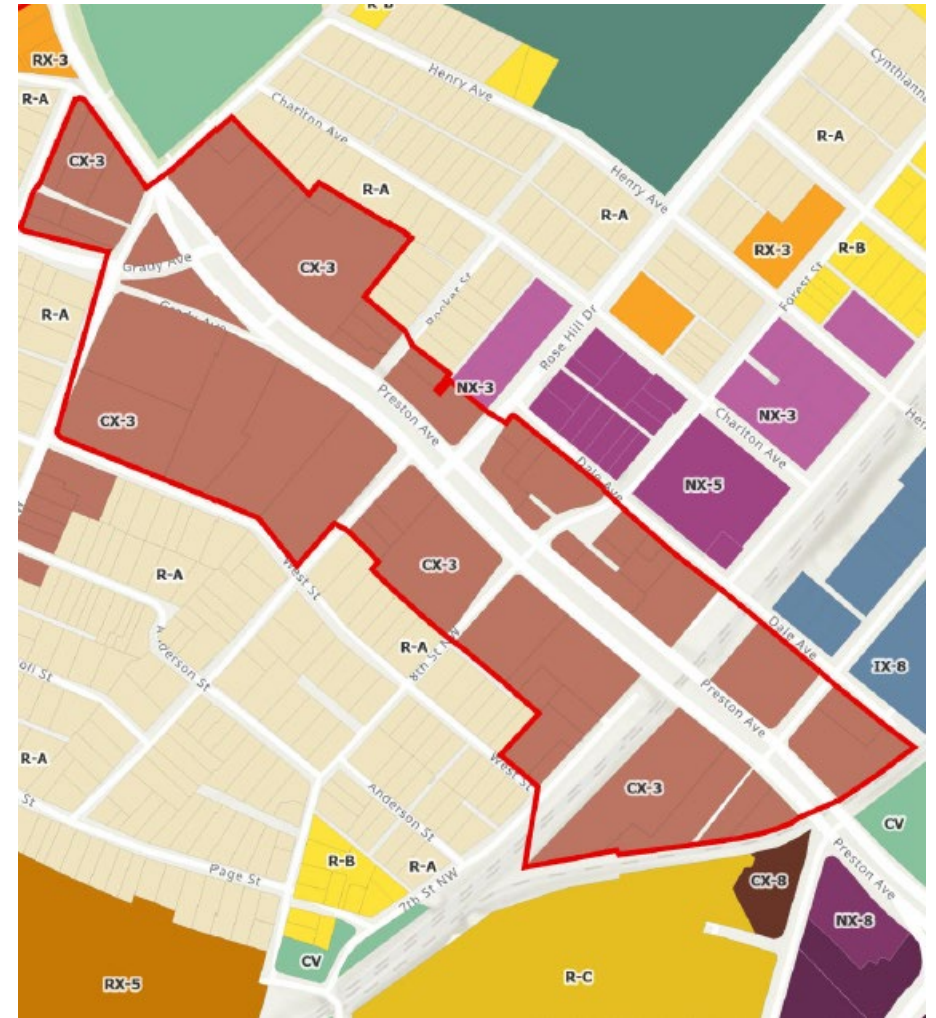 R-B
RX-3
Henry Ave
Cynthianna
R-A
Charlton Ave
R-A
CX-3
R-A
Henry Ave
R-A
RX-3
R-B
Grady Ave
CX-3
Forest St
Booker St
R-A
Grady Ave
Rose Hill Dr
NX-3
Preston Ave
CX-3
NX-3
Charlton Ave
Dale Ave
NX-5
CX-3
R-A
West St
Anderson St
R-A
8th St NW
Dale Ave
IX-8
Preston Ave
R-A
West St
CX-3
Anderson St
CV
St
R-B
R-A
Page St
7th St NW
CX-8
Preston Ave
NX-8
CV
R-C
RX-5